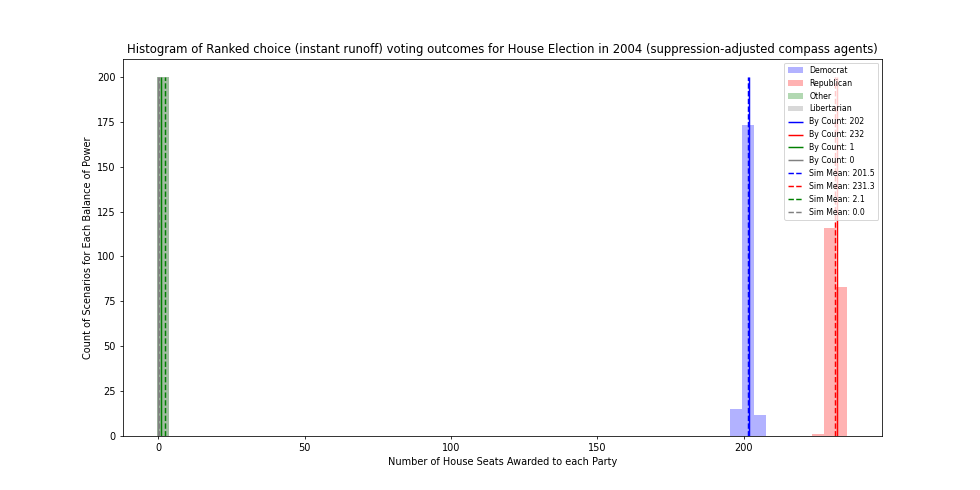 Histogram of Ranked choice (instant runoff) voting outcomes for House Election in 2004 (suppression-adjusted compass agents)
Count of Scenarios for Each Balance of Power
200
175
150
125
100
75
50
25
0
Democrat
Republican
Other
Libertarian
By Count: 202
By Count: 232
By Count: 1
By Count: 0
Sim Mean: 201.5
Sim Mean: 231.3
Sim Mean: 2.1
Sim Mean: 0.0
0
50
100
150
200
Number of House Seats Awarded to each Party